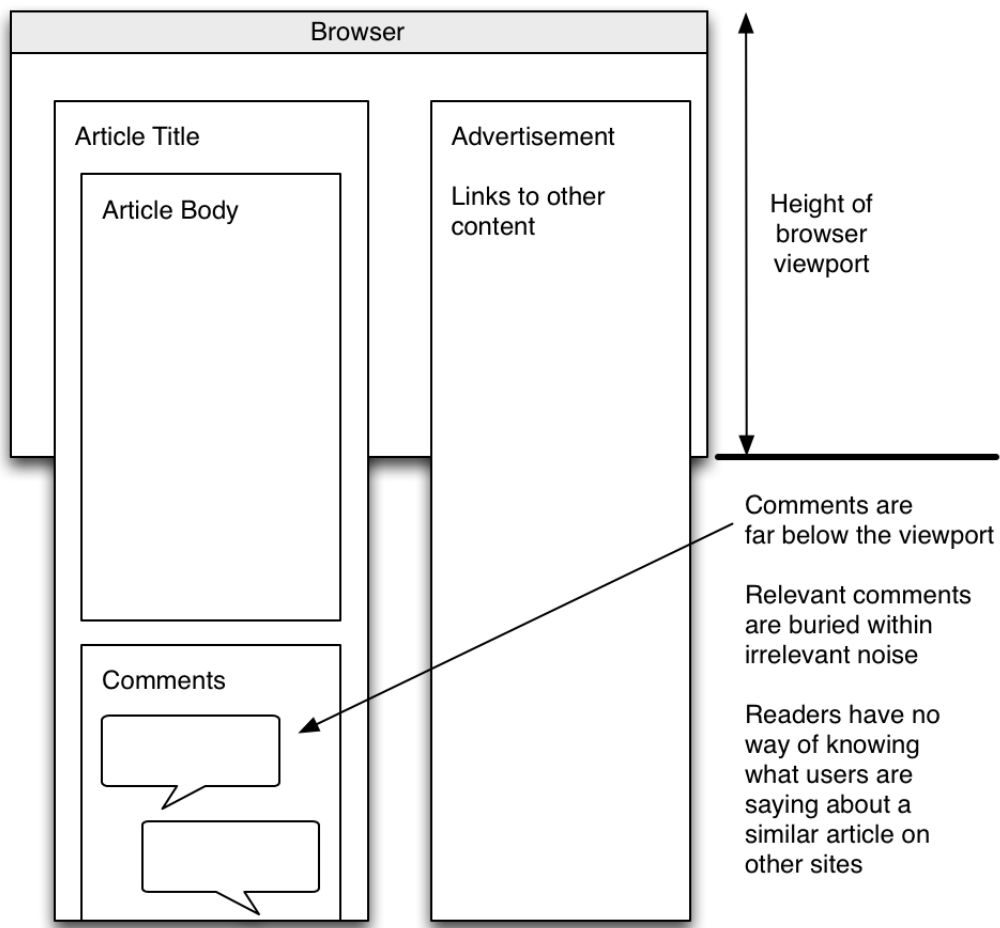 Browser
Article Title
Article Body
Comments
Advertisement
Links to other
content
Height of
browser
viewport
Comments are
far below the viewport
Relevant comments
are buried within
irrelevant noise
Readers have no
way of knowing
what users are
saying about a
similar article on
other sites